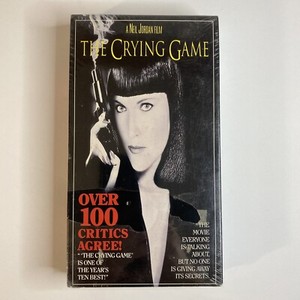 A NEIL JORDAN FILM
THE CRYING GAME
OVER
100
CRITICS
AGREE!
"'THE CRYING GAME'
IS ONE OF
THE YEAR'S
TEN BEST!"
THE
MOVIE
EVERYONE
IS TALKING
ABOUT,
BUT NO ONE
IS GIVING AWAY
ITS SECRETS.